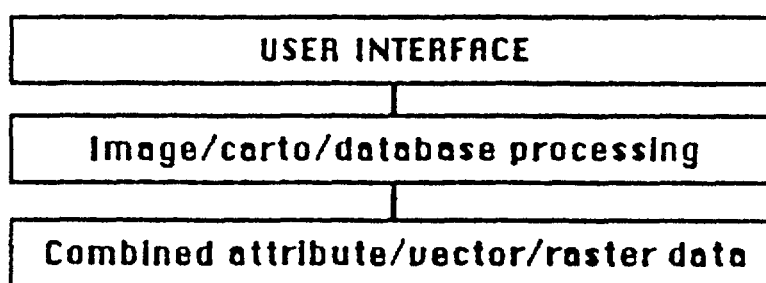 USER INTERFACE
Image/carto/database processing
Combined attribute/vector/raster data